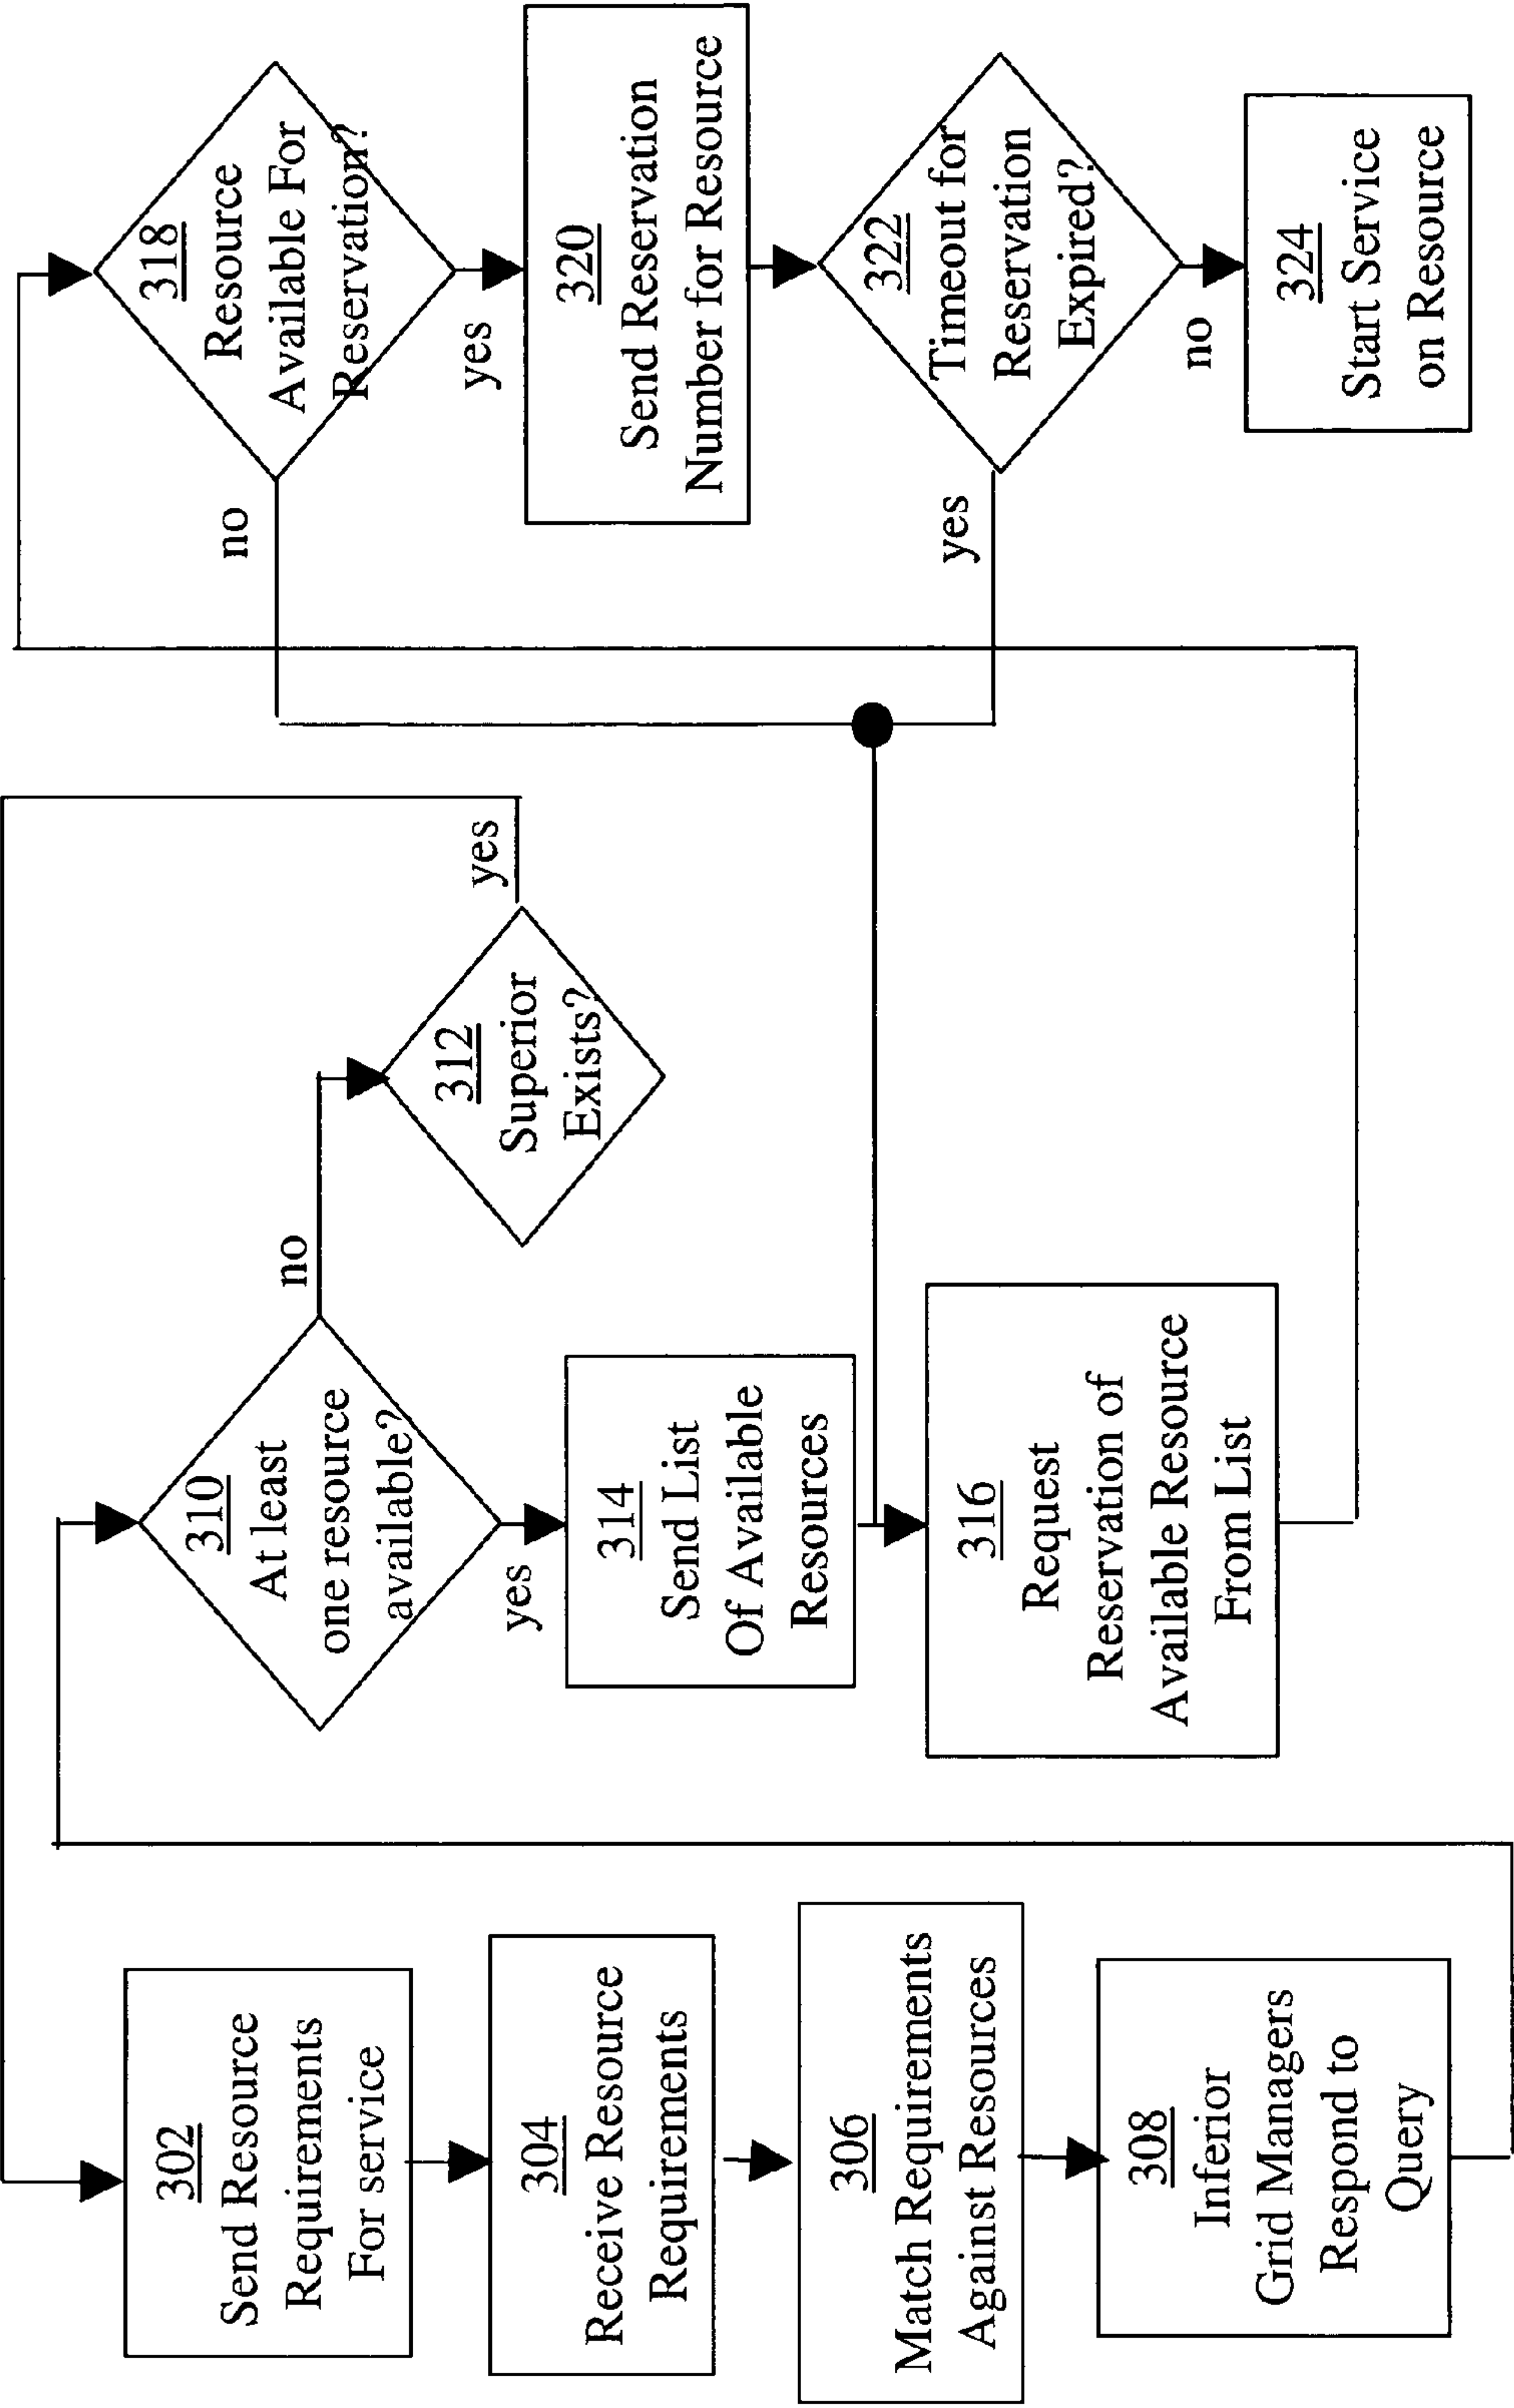 302
Send Resource
Requirements
For service
304
Receive Resource
Requirements
306
Match Requirements
Against Resources
308
Inferior
Grid Managers
Respond to
Query
310
At least
one resource
available?
no
yes
312
Superior
Exists?
yes
314
Send List
Of Available
Resources
316
Request
Reservation of
Available Resource
From List
318
Resource
Available For
Reservation?
no
yes
320
Send Reservation
Number for Resource
322
Timeout for
Reservation
Expired?
yes
no
324
Start Service
on Resource